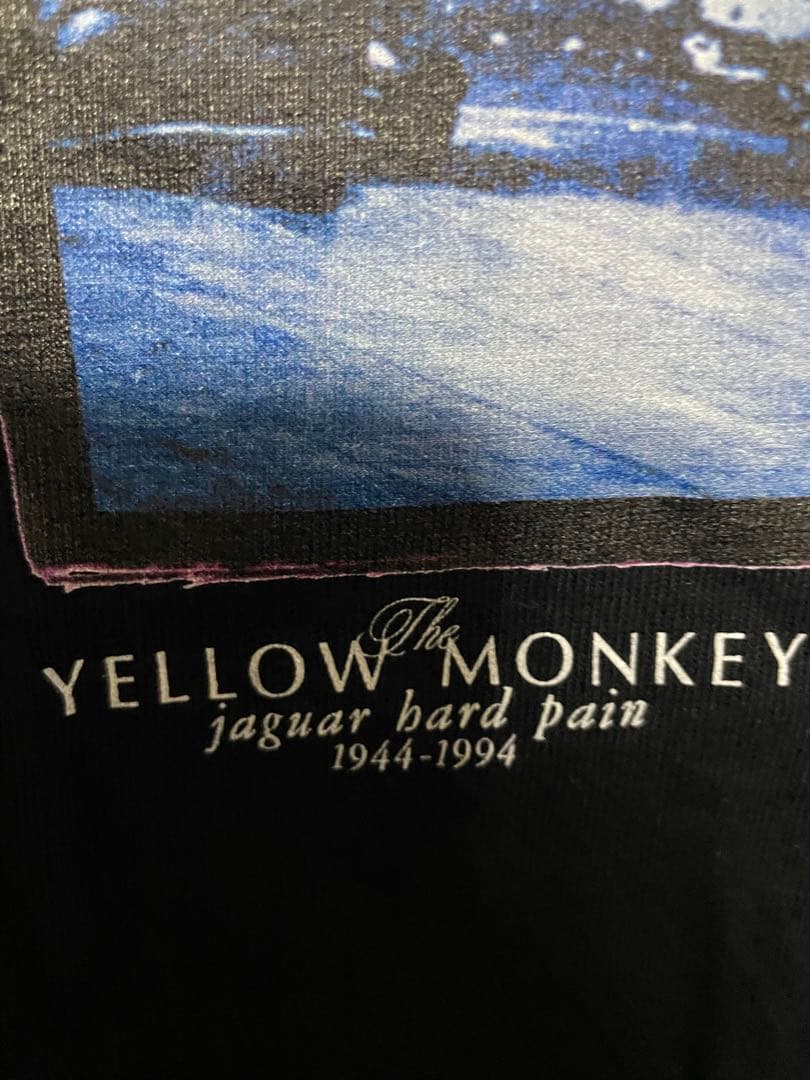 The
YELLOW MONKEY
jaguar hard pain
1944-1994